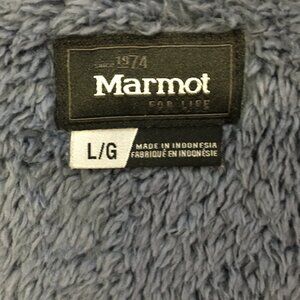 SINCE 1974
Marmot
FOR LIFE
L/G
MADE IN INDONESIA
FABRIQUÉ EN INDONÉSIE